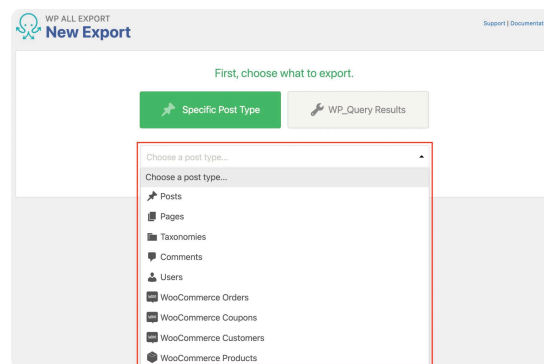 WP ALL EXPORT
New Export
Support | Documentat
First, choose what to export.
Specific Post Type
WP_Query Results
Choose a post type...
Choose a post type...
Posts
Pages
Taxonomies
Comments
Users
WooCommerce Orders
WooCommerce Coupons
WooCommerce Customers
WooCommerce Products